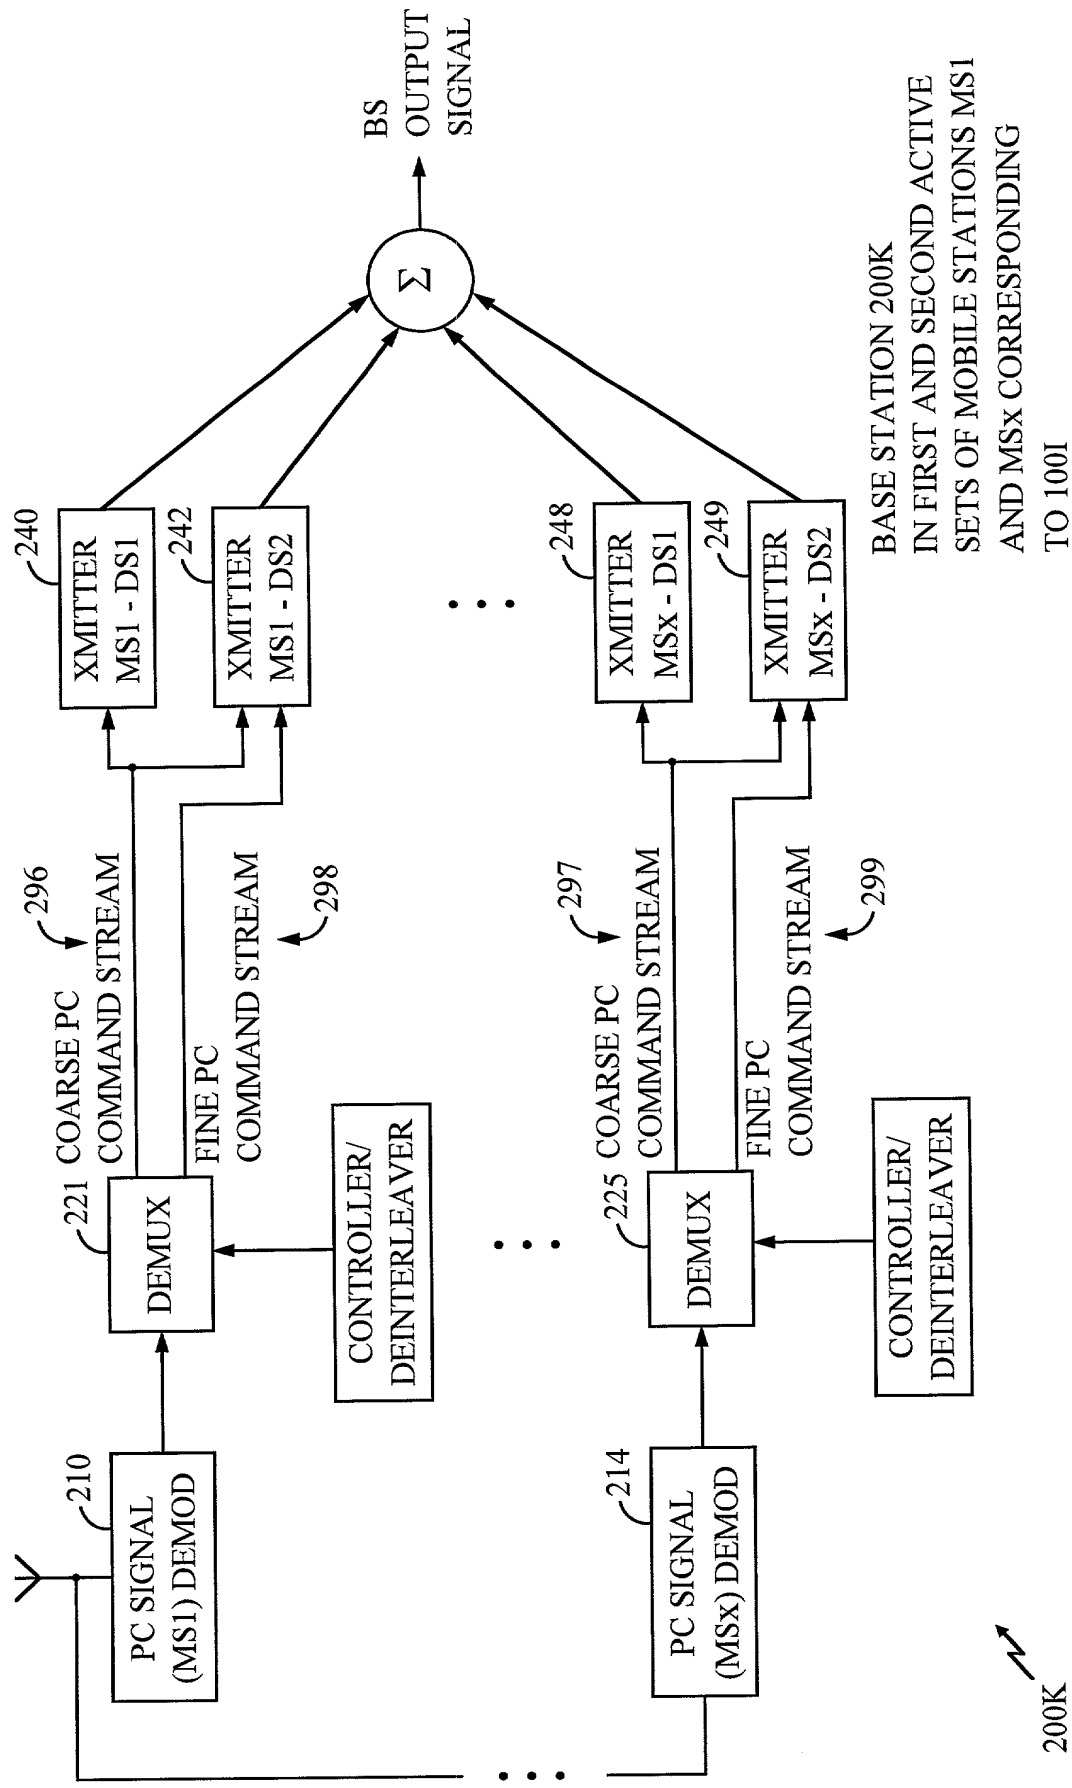 PC SIGNAL
(MS1) DEMOD
210
DEMUX
221
CONTROLLER/
DEINTERLEAVER
COARSE PC
COMMAND STREAM
296
FINE PC
COMMAND STREAM
298
XMITTER
MS1 - DS1
240
XMITTER
MS1 - DS2
242
PC SIGNAL
(MSx) DEMOD
214
DEMUX
225
CONTROLLER/
DEINTERLEAVER
COARSE PC
COMMAND STREAM
297
FINE PC
COMMAND STREAM
299
XMITTER
MSx - DS1
248
XMITTER
MSx - DS2
249
Σ
BS
OUTPUT
SIGNAL
200K
BASE STATION 200K
IN FIRST AND SECOND ACTIVE
SETS OF MOBILE STATIONS MS1
AND MSx CORRESPONDING
TO 100I